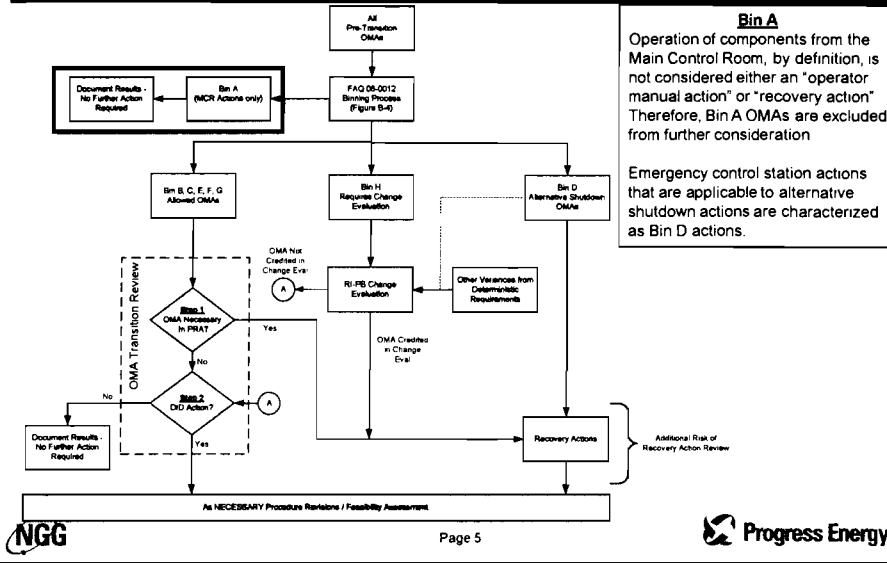 All
Pre-Transition
OMAs
Document Results -
No Further Action
Required
Bin A
(MCR Actions only)
FAQ 06-0012
Binning Process
(Figure B-4)
Bin B, C, E, F, G
Allowed OMAs
Bin H
Requires Change
Evaluation
Bin D
Alternative Shutdown
OMAs
OMA Transition Review
OMA Not
Credited in
Change Eval
A
RI-PB Change
Evaluation
Other Variances from
Deterministic
Requirements
Step 1
OMA Necessary
in PRA?
Yes
OMA Credited
in Change
Eval
No
Step 2
DID Action?
A
No
Yes
Document Results -
No Further Action
Required
Recovery Actions
Additional Risk of
Recovery Action Review
As NECESSARY Procedure Revisions / Feasibility Assessment
Bin A
Operation of components from the
Main Control Room, by definition, is
not considered either an "operator
manual action" or "recovery action"
Therefore, Bin A OMAs are excluded
from further consideration
Emergency control station actions
that are applicable to alternative
shutdown actions are characterized
as Bin D actions.
NGG
Page 5
Progress Energy